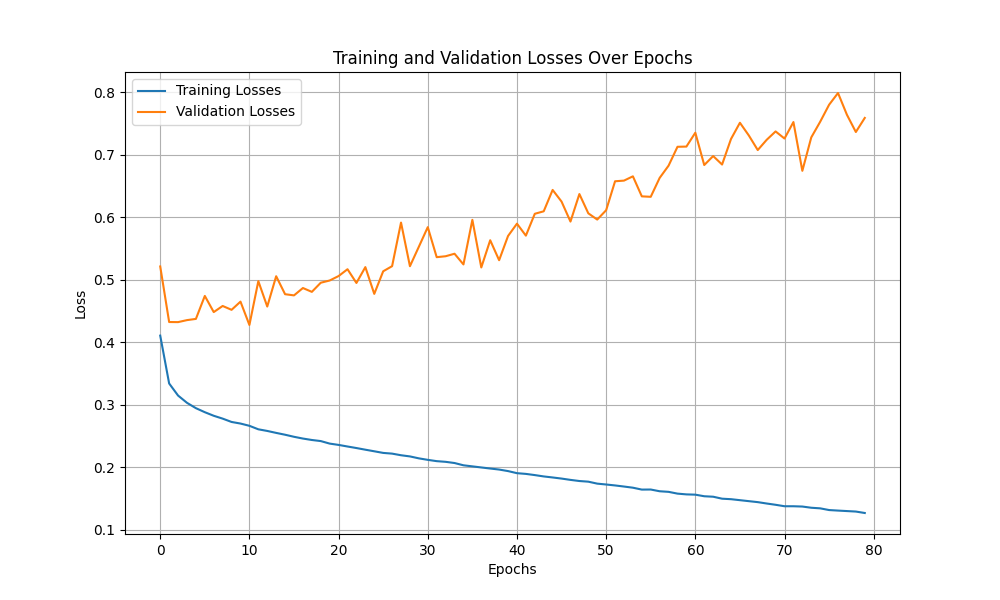 Training and Validation Losses Over Epochs
Training Losses
Validation Losses
0.8
0.7
0.6
0.5
0.4
0.3
0.2
0.1
Loss
0 10 20 30 40 50 60 70 80
Epochs